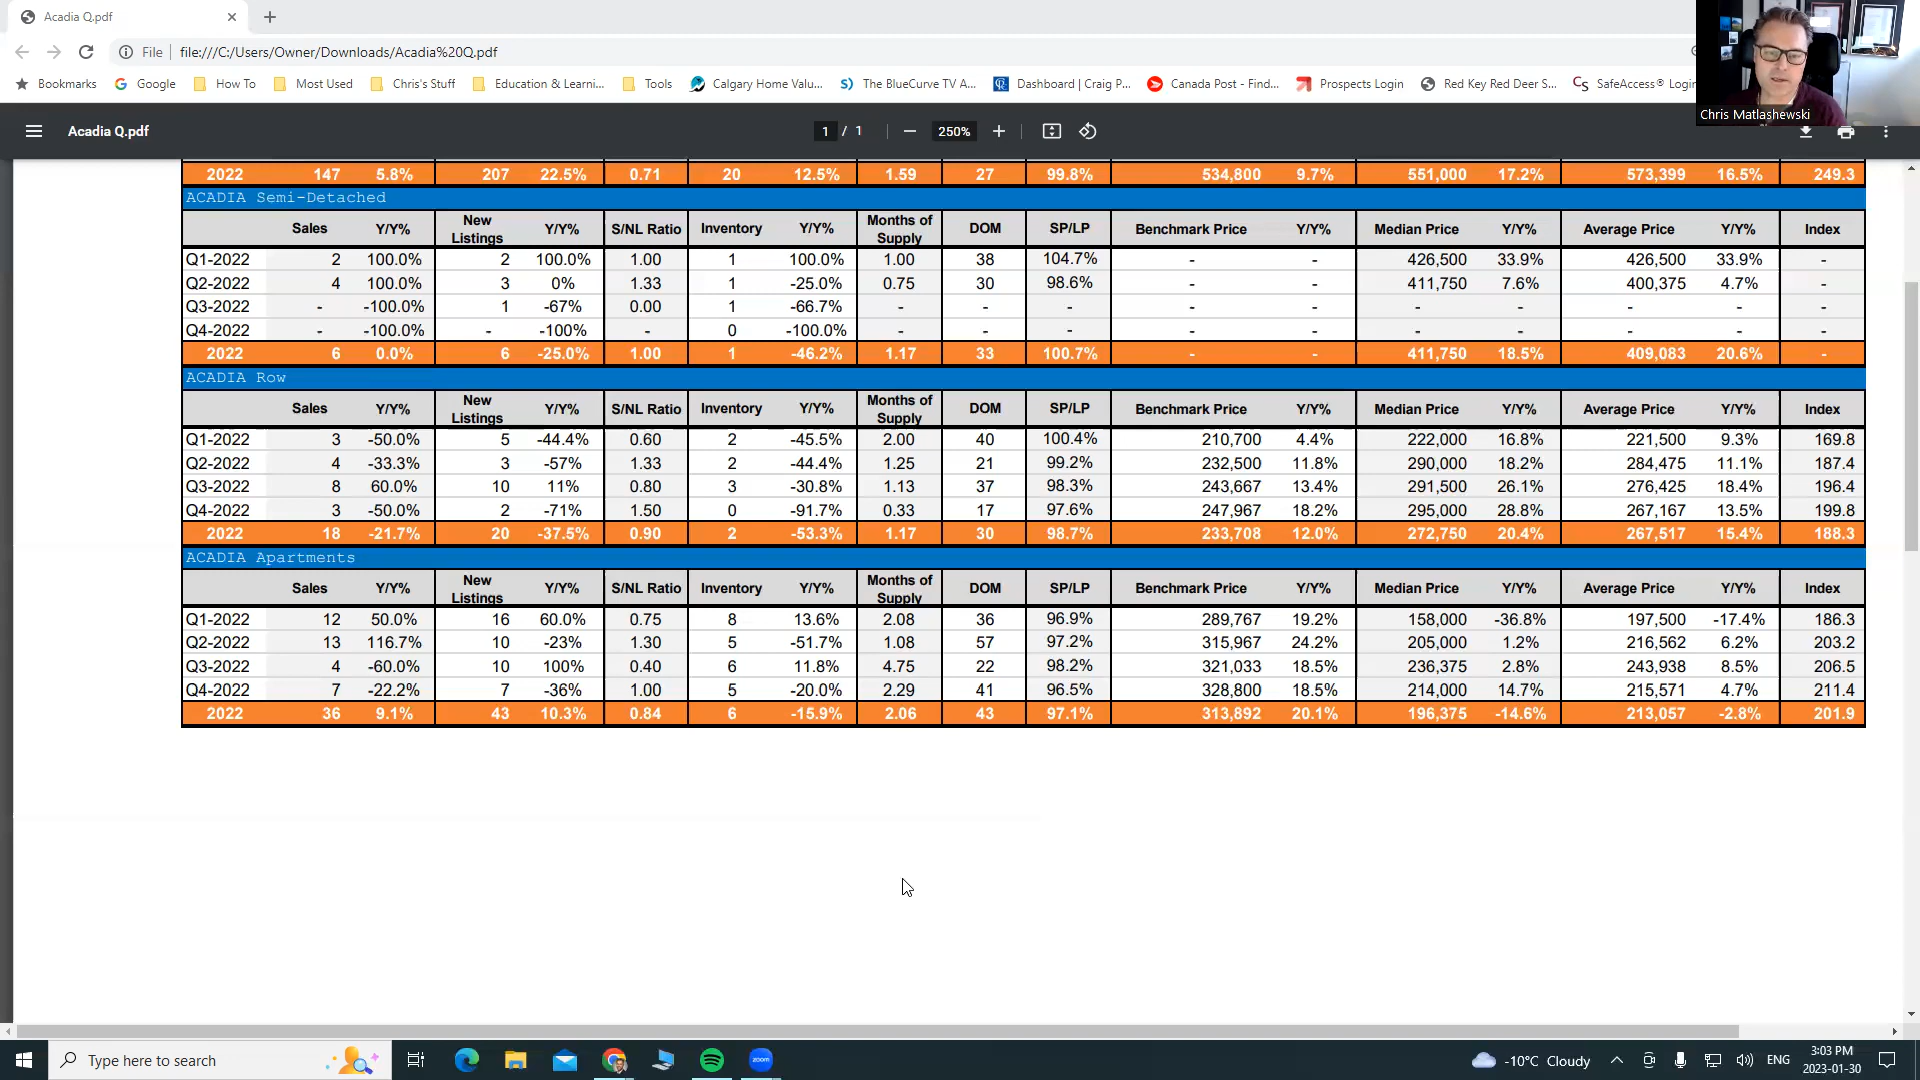 Acadia Q.pdf
File file:///C:/Users/Owner/Downloads/Acadia%20Q.pdf
Bookmarks Google How To Most Used Chris's Stuff Education & Learni... Tools Calgary Home Valu... The BlueCurve TV A... Dashboard | Craig P... Canada Post - Find... Prospects Login Red Key Red Deer S... SafeAccess® Login
Chris Matlashewski
Acadia Q.pdf 1 / 1 250%
2022 147 5.8% 207 22.5% 0.71 20 12.5% 1.59 27 99.8% 534,800 9.7% 551,000 17.2% 573,399 16.5% 249.3
ACADIA Semi-Detached
Sales Y/Y% New Listings Y/Y% S/NL Ratio Inventory Y/Y% Months of Supply DOM SP/LP Benchmark Price Y/Y% Median Price Y/Y% Average Price Y/Y% Index
Q1-2022 2 100.0% 2 100.0% 1.00 1 100.0% 1.00 38 104.7% - - 426,500 33.9% 426,500 33.9% -
Q2-2022 4 100.0% 3 0% 1.33 1 -25.0% 0.75 30 98.6% - - 411,750 7.6% 400,375 4.7% -
Q3-2022 - -100.0% 1 -67% 0.00 1 -66.7% - - - - - - - - - -
Q4-2022 - -100.0% - -100% - 0 -100.0% - - - - - - - - - -
2022 6 0.0% 6 -25.0% 1.00 1 -46.2% 1.17 33 100.7% - - 411,750 18.5% 409,083 20.6% -
ACADIA Row
Sales Y/Y% New Listings Y/Y% S/NL Ratio Inventory Y/Y% Months of Supply DOM SP/LP Benchmark Price Y/Y% Median Price Y/Y% Average Price Y/Y% Index
Q1-2022 3 -50.0% 5 -44.4% 0.60 2 -45.5% 2.00 40 100.4% 210,700 4.4% 222,000 16.8% 221,500 9.3% 169.8
Q2-2022 4 -33.3% 3 -57% 1.33 2 -44.4% 1.25 21 99.2% 232,500 11.8% 290,000 18.2% 284,475 11.1% 187.4
Q3-2022 8 60.0% 10 11% 0.80 3 -30.8% 1.13 37 98.3% 243,667 13.4% 291,500 26.1% 276,425 18.4% 196.4
Q4-2022 3 -50.0% 2 -71% 1.50 0 -91.7% 0.33 17 97.6% 247,967 18.2% 295,000 28.8% 267,167 13.5% 199.8
2022 18 -21.7% 20 -37.5% 0.90 2 -53.3% 1.17 30 98.7% 233,708 12.0% 272,750 20.4% 267,517 15.4% 188.3
ACADIA Apartments
Sales Y/Y% New Listings Y/Y% S/NL Ratio Inventory Y/Y% Months of Supply DOM SP/LP Benchmark Price Y/Y% Median Price Y/Y% Average Price Y/Y% Index
Q1-2022 12 50.0% 16 60.0% 0.75 8 13.6% 2.08 36 96.9% 289,767 19.2% 158,000 -36.8% 197,500 -17.4% 186.3
Q2-2022 13 116.7% 10 -23% 1.30 5 -51.7% 1.08 57 97.2% 315,967 24.2% 205,000 1.2% 216,562 6.2% 203.2
Q3-2022 4 -60.0% 10 100% 0.40 6 11.8% 4.75 22 98.2% 321,033 18.5% 236,375 2.8% 243,938 8.5% 206.5
Q4-2022 7 -22.2% 7 -36% 1.00 5 -20.0% 2.29 41 96.5% 328,800 18.5% 214,000 14.7% 215,571 4.7% 211.4
2022 36 9.1% 43 10.3% 0.84 6 -15.9% 2.06 43 97.1% 313,892 20.1% 196,375 -14.6% 213,057 -2.8% 201.9
Type here to search zoom -10°C Cloudy ENG 3:03 PM
2023-01-30